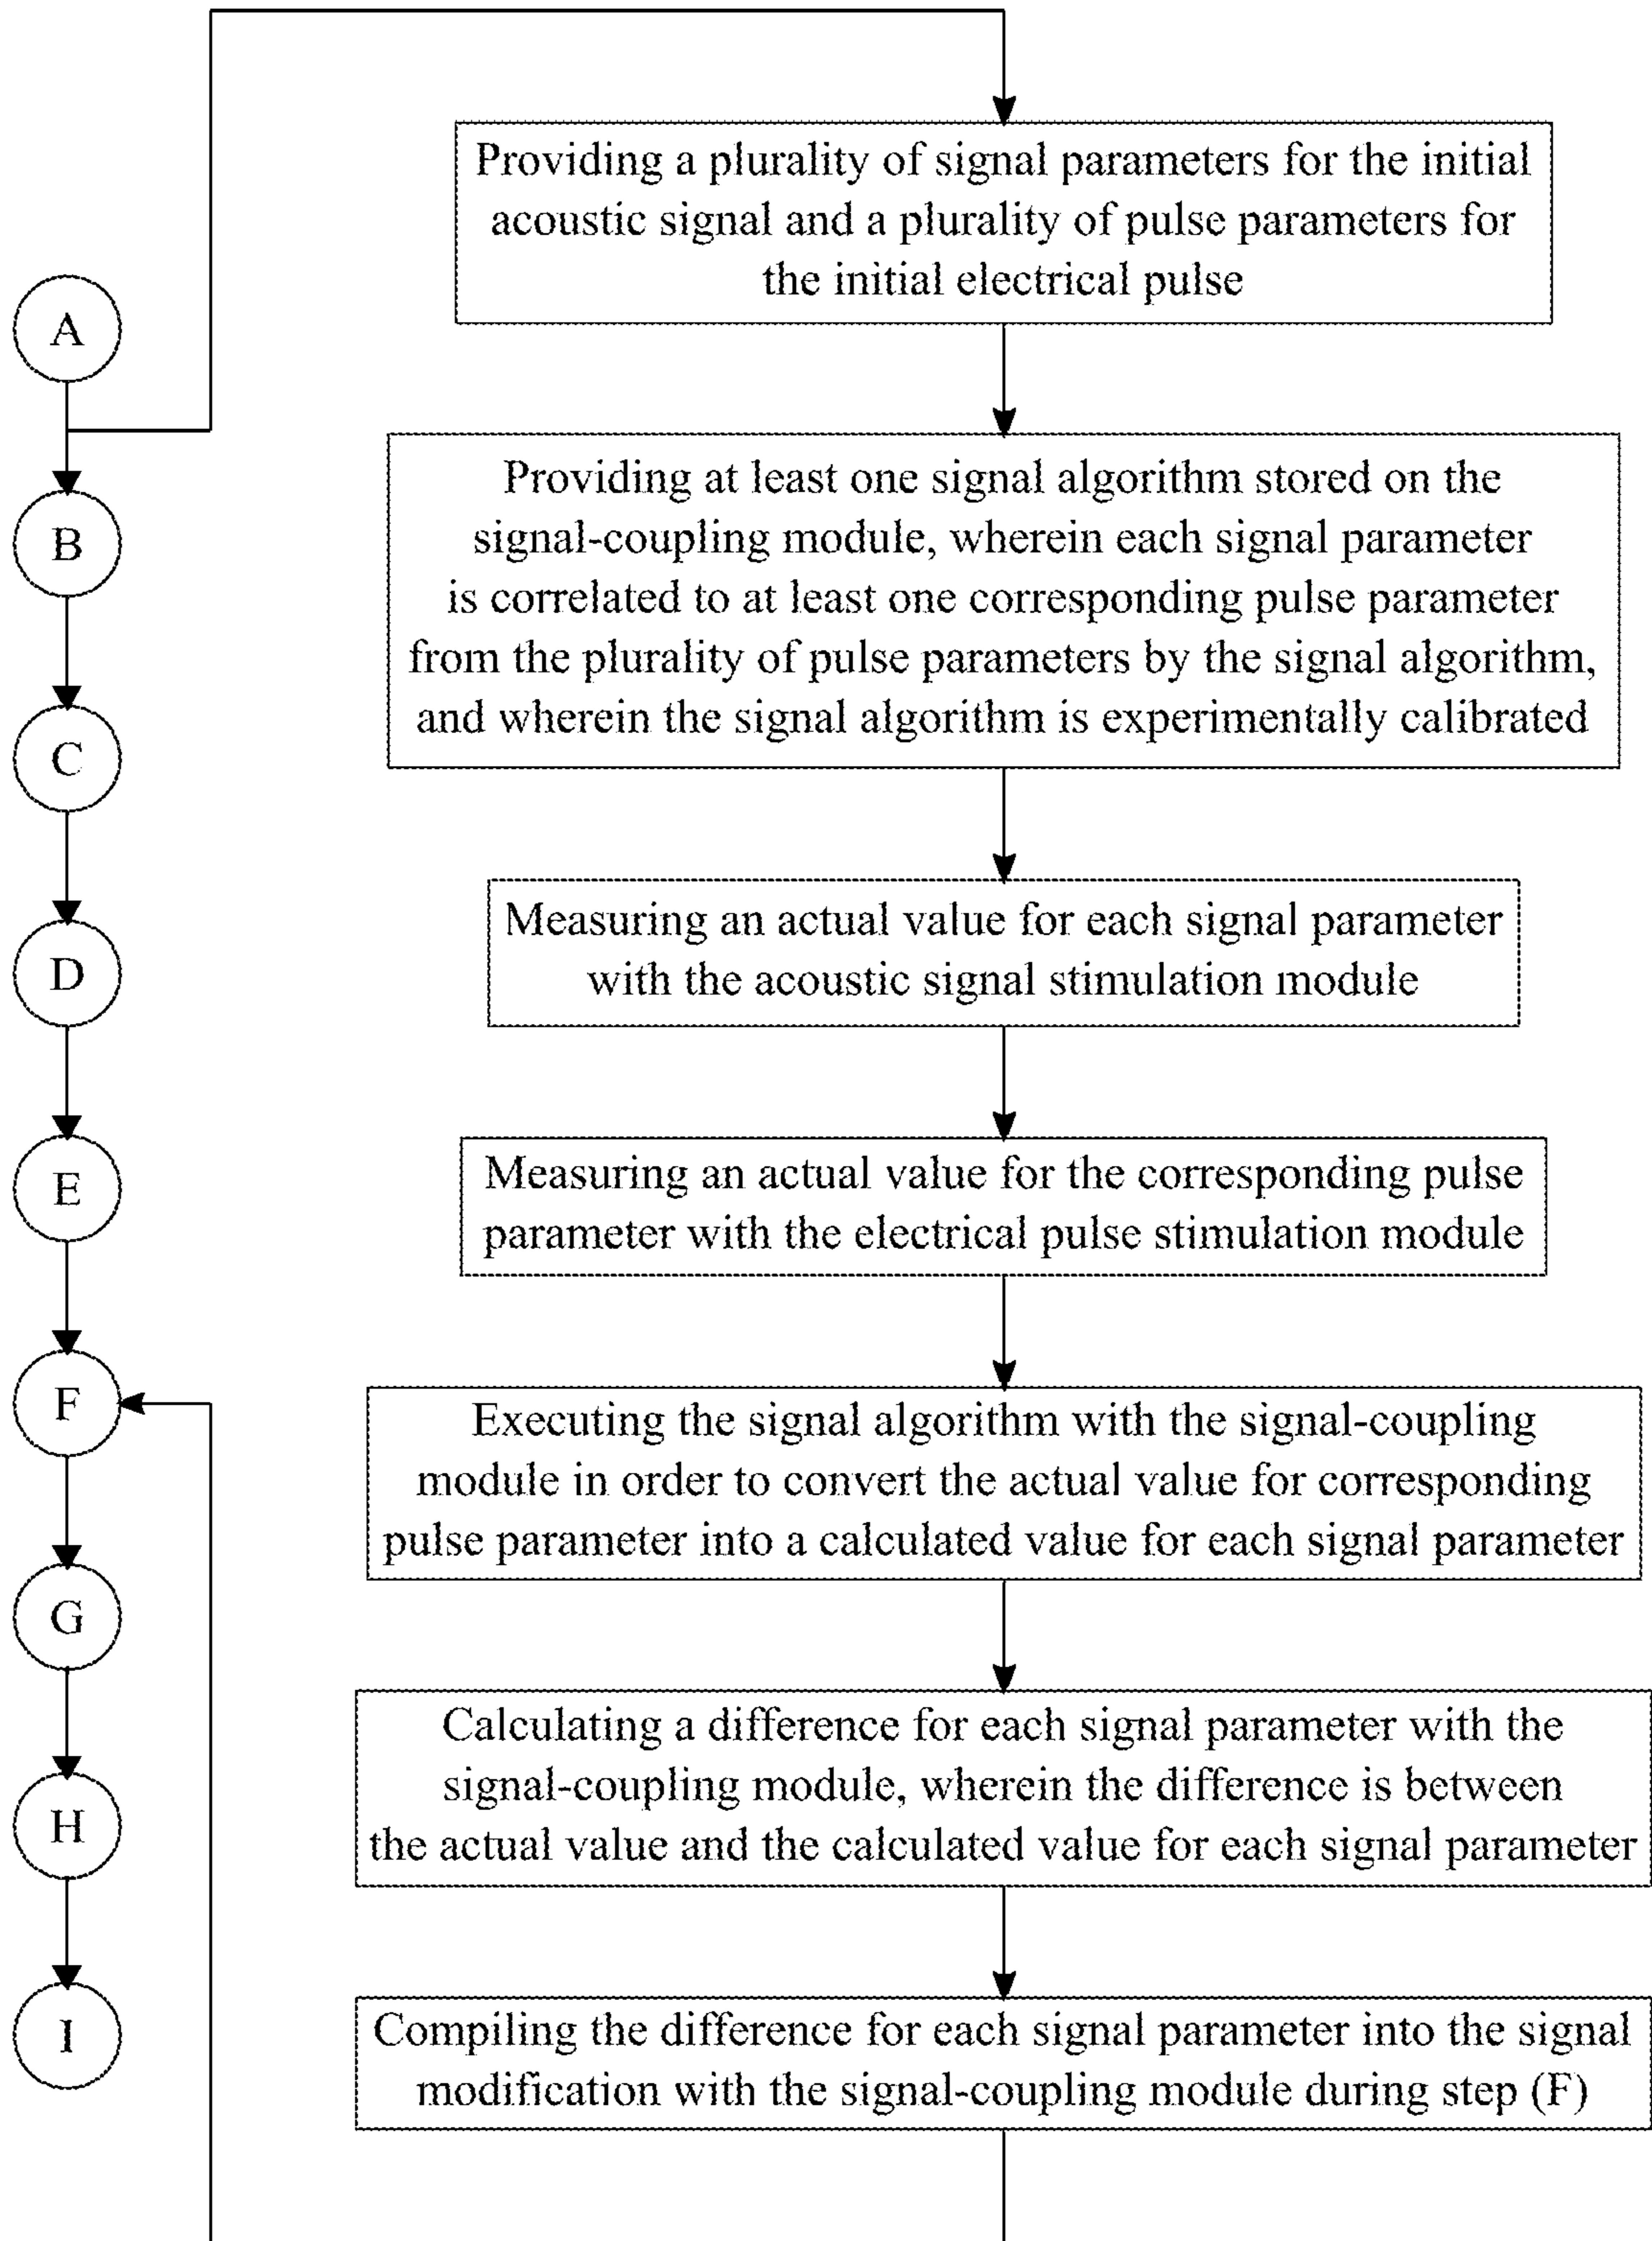 A
B
C
D
E
F
G
H
I
Providing a plurality of signal parameters for the initial
acoustic signal and a plurality of pulse parameters for
the initial electrical pulse
Providing at least one signal algorithm stored on the
signal-coupling module, wherein each signal parameter
is correlated to at least one corresponding pulse parameter
from the plurality of pulse parameters by the signal algorithm,
and wherein the signal algorithm is experimentally calibrated
Measuring an actual value for each signal parameter
with the acoustic signal stimulation module
Measuring an actual value for the corresponding pulse
parameter with the electrical pulse stimulation module
Executing the signal algorithm with the signal-coupling
module in order to convert the actual value for corresponding
pulse parameter into a calculated value for each signal parameter
Calculating a difference for each signal parameter with the
signal-coupling module, wherein the difference is between
the actual value and the calculated value for each signal parameter
Compiling the difference for each signal parameter into the signal
modification with the signal-coupling module during step (F)